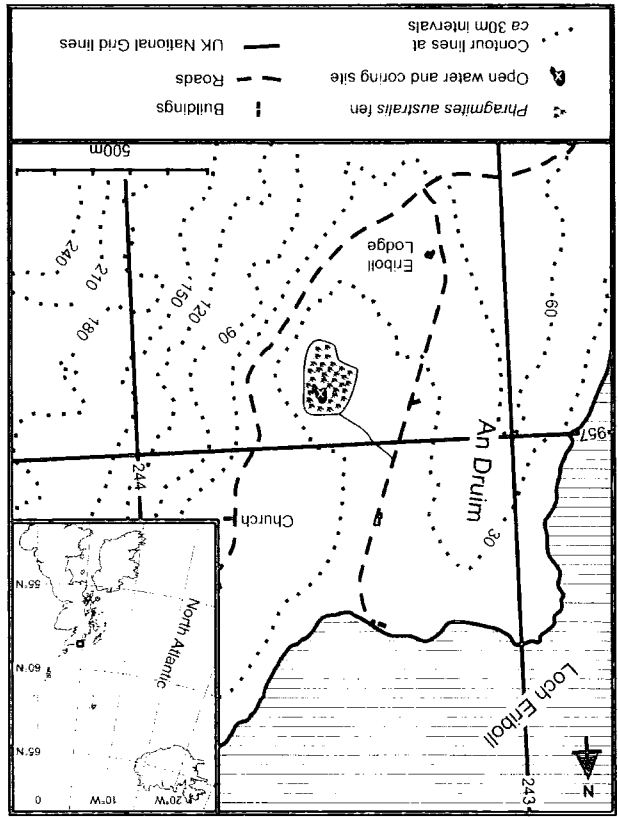 N
243
20°W 10°W 0
65°N
Loch Eriboll
60°N
North Atlantic
55°N
30
Church
An Druim
244
957
90
120
150
180
210
240
60
Eriboll
Lodge
500m
Phragmites australis fen
Open water and coring site
Contour lines at
ca 30m intervals
Buildings
Roads
UK National Grid lines